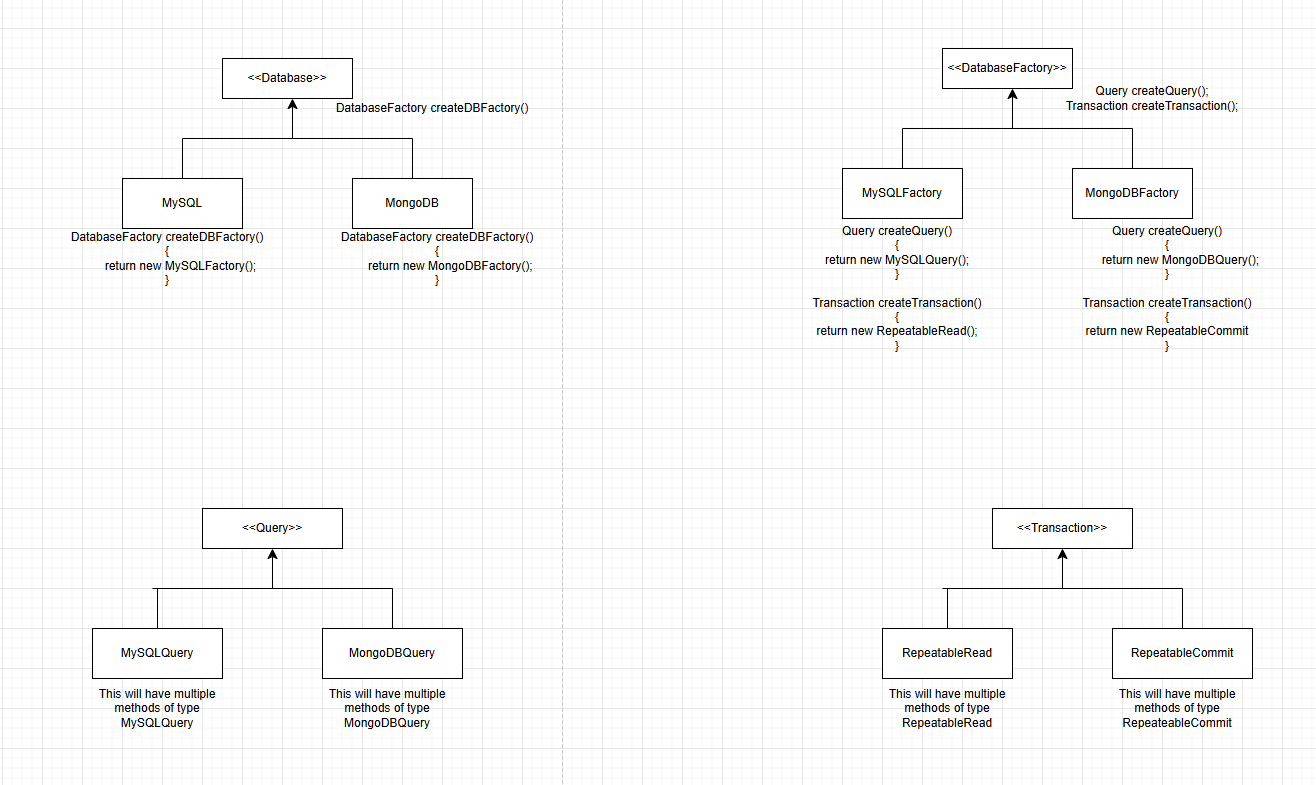 <<Database>>
DatabaseFactory createDBFactory()
MySQL
MongoDB
DatabaseFactory createDBFactory()
{
return new MySQLFactory();
}
DatabaseFactory createDBFactory()
{
return new MongoDBFactory();
}
<<DatabaseFactory>>
Query createQuery();
Transaction createTransaction();
MySQLFactory
MongoDBFactory
Query createQuery()
{
return new MySQLQuery();
}
Transaction createTransaction()
{
return new RepeatableRead();
}
Query createQuery()
{
return new MongoDBQuery();
}
Transaction createTransaction()
{
return new RepeatableCommit
}
<<Query>>
MySQLQuery
MongoDBQuery
This will have multiple
methods of type
MySQLQuery
This will have multiple
methods of type
MongoDBQuery
<<Transaction>>
RepeatableRead
RepeatableCommit
This will have multiple
methods of type
RepeatableRead
This will have multiple
methods of type
RepeateableCommit